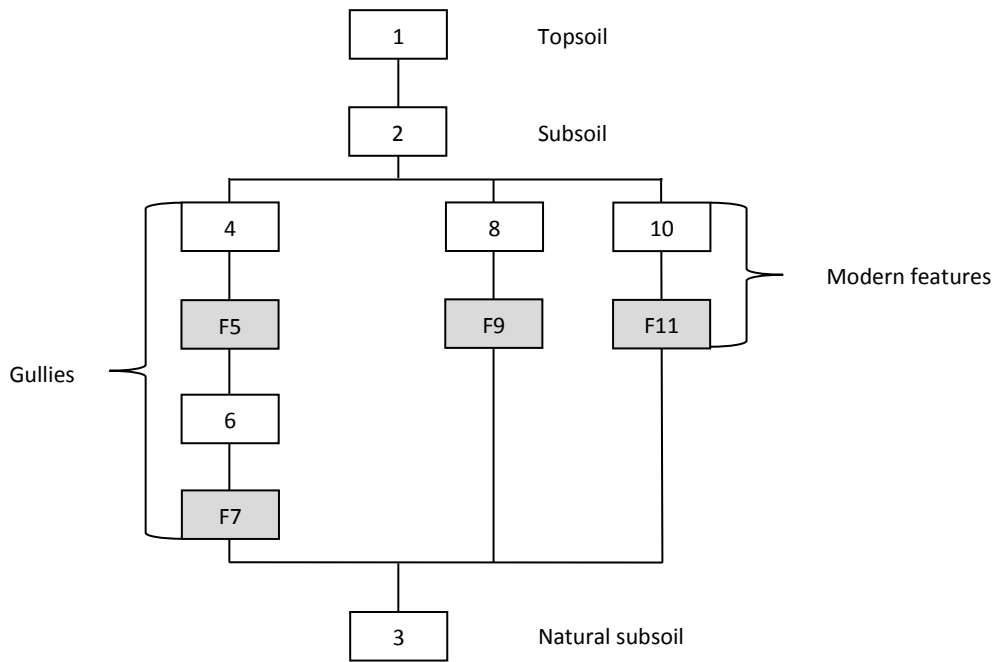 1 Topsoil
2 Subsoil
4 8 10
Modern features
F5 F9 F11
Gullies
6
F7
3 Natural subsoil